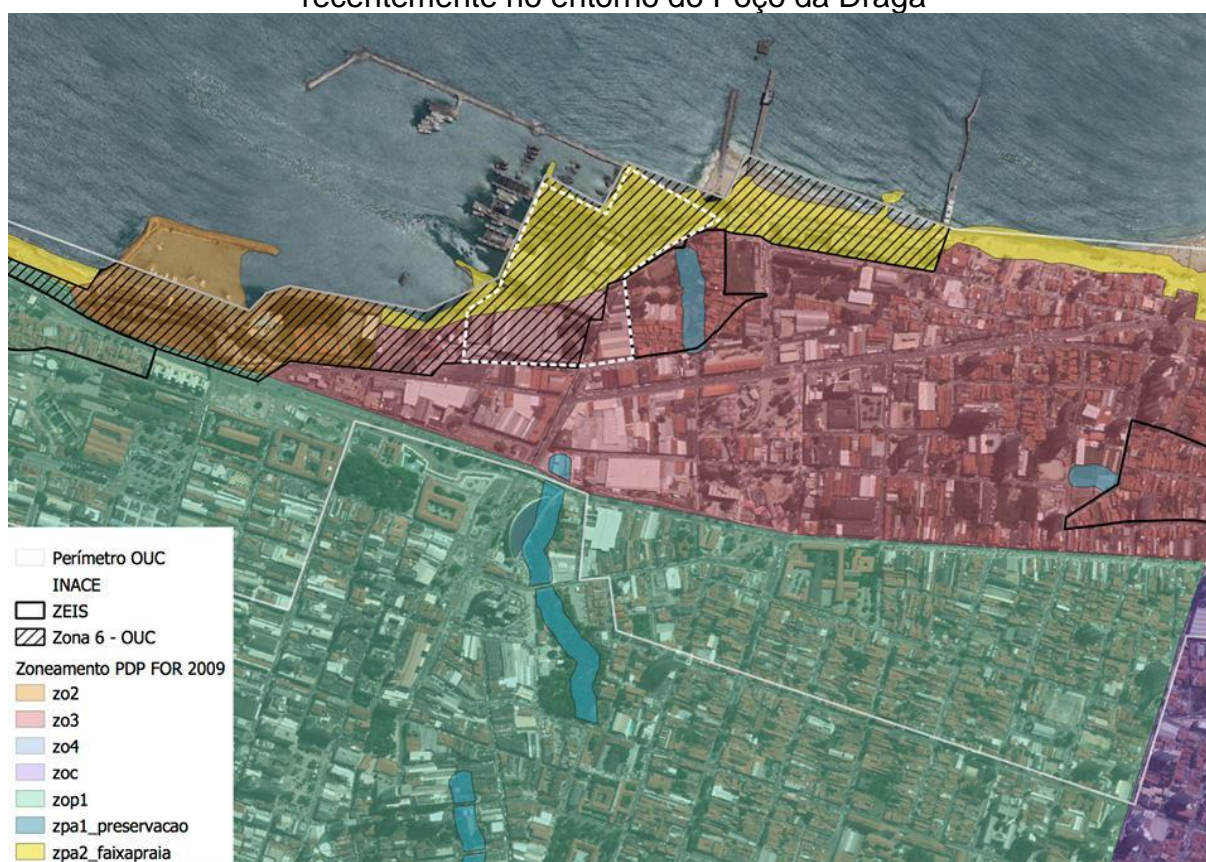 recentemente no entorno do Poço da Draga
Perímetro OUC
INACE
ZEIS
Zona 6 - OUC
Zoneamento PDP FOR 2009
zo2
zo3
zo4
zoc
zop1
zpa1_preservacao
zpa2_faixapraia